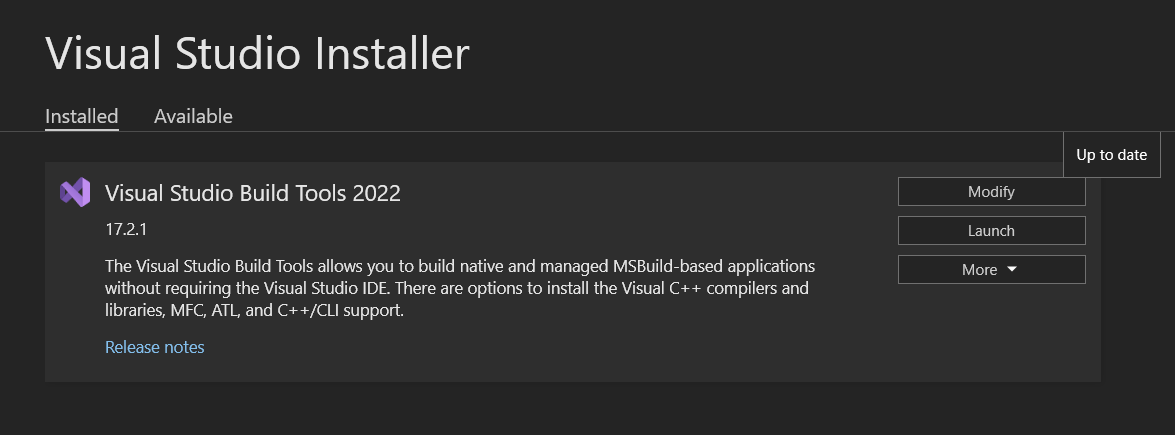 Visual Studio Installer
Installed Available
Up to date
Visual Studio Build Tools 2022
Modify
17.2.1
Launch
The Visual Studio Build Tools allows you to build native and managed MSBuild-based applications
without requiring the Visual Studio IDE. There are options to install the Visual C++ compilers and
libraries, MFC, ATL, and C++/CLI support.
More
Release notes